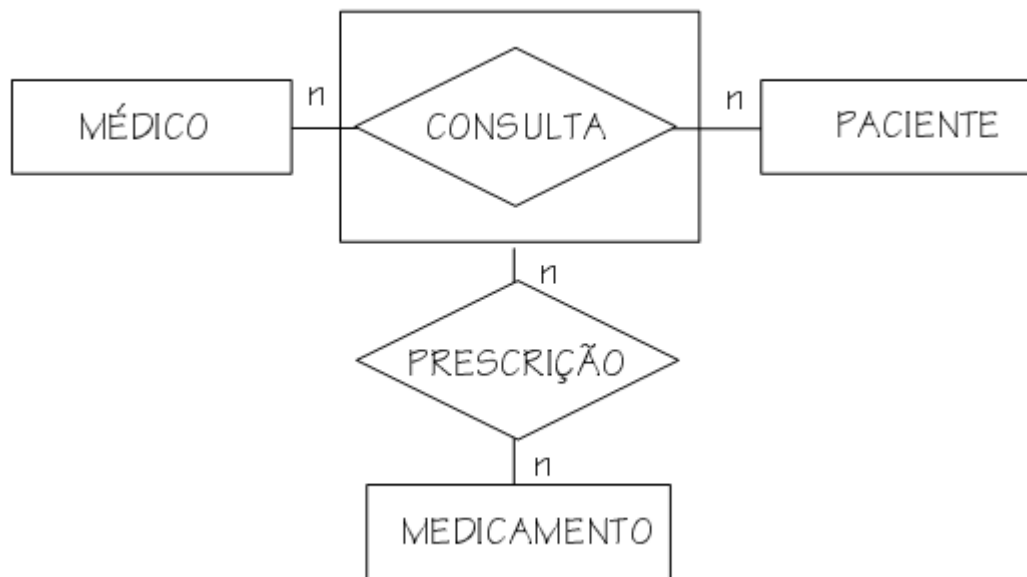 MÉDICO
n
CONSULTA
n
PACIENTE
n
PRESCRIÇÃO
n
MEDICAMENTO